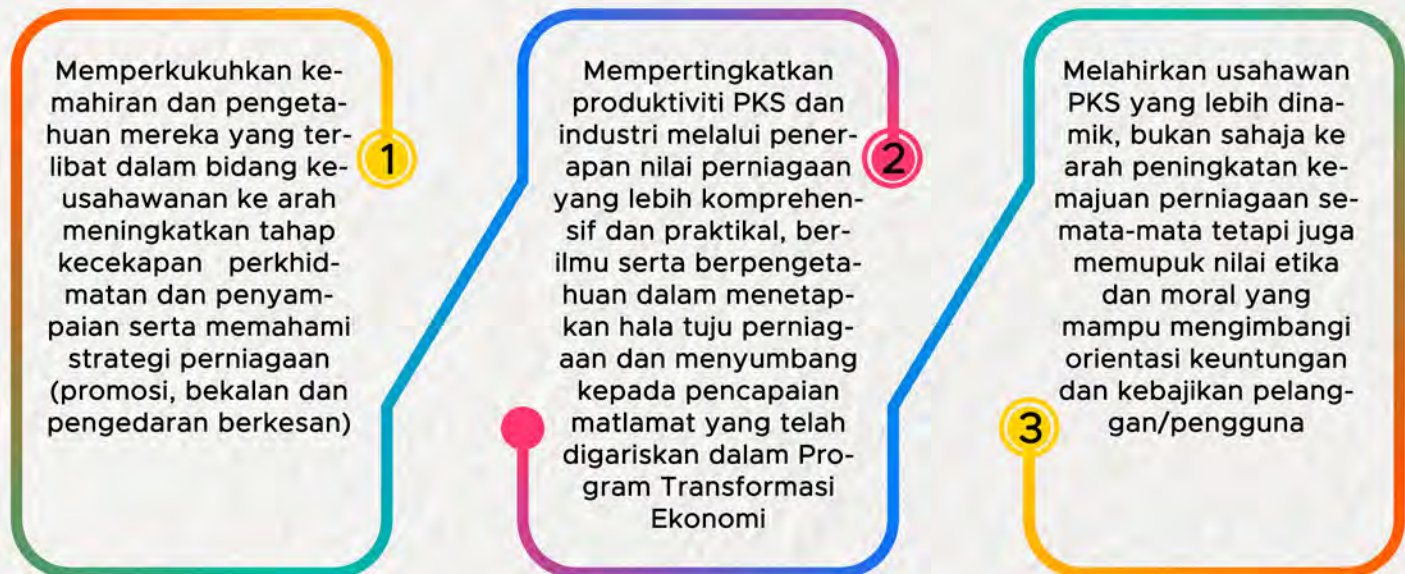 Memperkukuhkan ke-
mahiran dan pengeta-
huan mereka yang ter-
libat dalam bidang ke-
usahawanan ke arah
meningkatkan tahap
kecekapan perkhid-
matan dan penyam-
paian serta memahami
strategi perniagaan
(promosi, bekalan dan
pengedaran berkesan)
1
Mempertingkatkan
produktiviti PKS dan
industri melalui pener-
apan nilai perniagaan
yang lebih komprehen-
sif dan praktikal, ber-
ilmu serta berpengeta-
huan dalam menetap-
kan hala tuju perniag-
aan dan menyumbang
kepada pencapaian
matlamat yang telah
digariskan dalam Pro-
gram Transformasi
Ekonomi
2
Melahirkan usahawan
PKS yang lebih dina-
mik, bukan sahaja ke
arah peningkatan ke-
majuan perniagaan se-
mata-mata tetapi juga
memupuk nilai etika
dan moral yang
mampu mengimbangi
orientasi keuntungan
dan kebajikan pelang-
gan/pengguna
3